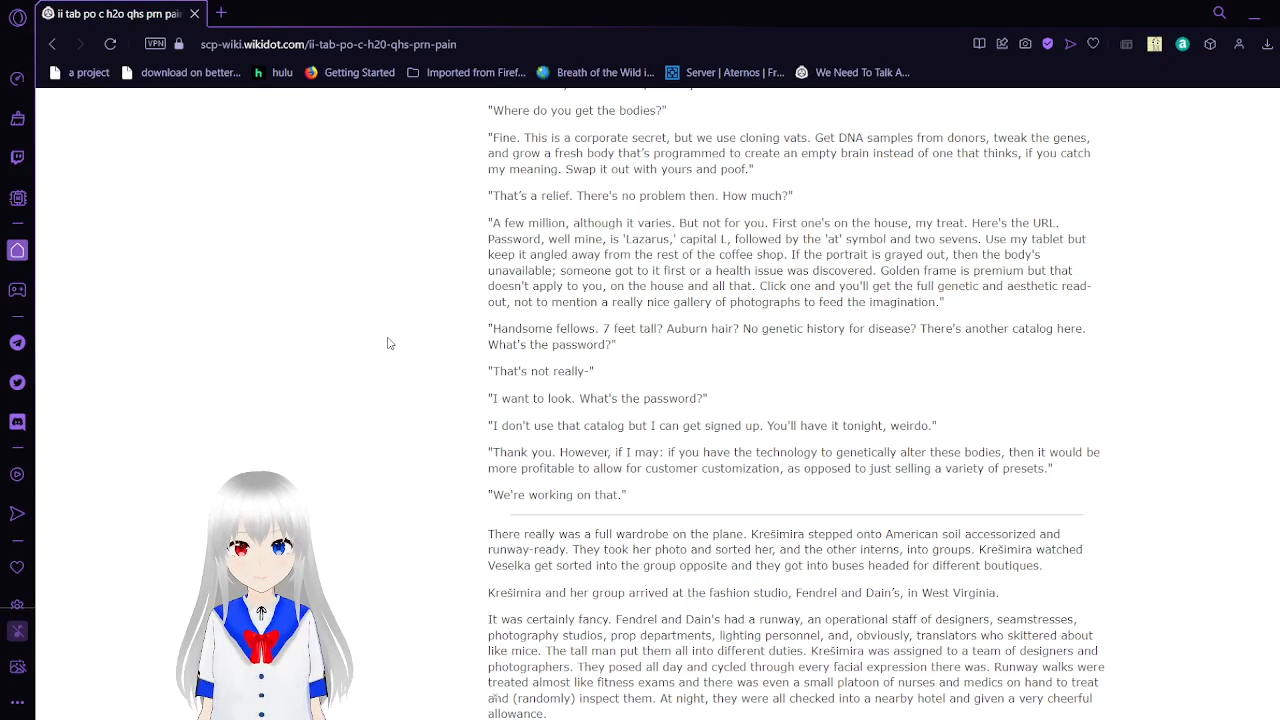 ii tab po c h2o qhs prn pain
VPN
scp-wiki.wikidot.com/ii-tab-po-c-h20-qhs-prn-pain
a project
download on better...
hulu
Getting Started
Imported from Firef...
Breath of the Wild i...
Server | Aternos | Fr...
We Need To Talk A...
"Where do you get the bodies?"
"Fine. This is a corporate secret, but we use cloning vats. Get DNA samples from donors, tweak the genes,
and grow a fresh body that's programmed to create an empty brain instead of one that thinks, if you catch
my meaning. Swap it out with yours and poof."
"That's a relief. There's no problem then. How much?"
"A few million, although it varies. But not for you. First one's on the house, my treat. Here's the URL.
Password, well mine, is 'Lazarus,' capital L, followed by the 'at' symbol and two sevens. Use my tablet but
keep it angled away from the rest of the coffee shop. If the portrait is grayed out, then the body's
unavailable; someone got to it first or a health issue was discovered. Golden frame is premium but that
doesn't apply to you, on the house and all that. Click one and you'll get the full genetic and aesthetic read-
out, not to mention a really nice gallery of photographs to feed the imagination."
"Handsome fellows. 7 feet tall? Auburn hair? No genetic history for disease? There's another catalog here.
What's the password?"
"That's not really-"
"I want to look. What's the password?"
"I don't use that catalog but I can get signed up. You'll have it tonight, weirdo."
"Thank you. However, if I may: if you have the technology to genetically alter these bodies, then it would be
more profitable to allow for customer customization, as opposed to just selling a variety of presets."
"We're working on that."
There really was a full wardrobe on the plane. Krešimira stepped onto American soil accessorized and
runway-ready. They took her photo and sorted her, and the other interns, into groups. Krešimira watched
Veselka get sorted into the group opposite and they got into buses headed for different boutiques.
Krešimira and her group arrived at the fashion studio, Fendrel and Dain's, in West Virginia.
It was certainly fancy. Fendrel and Dain's had a runway, an operational staff of designers, seamstresses,
photography studios, prop departments, lighting personnel, and, obviously, translators who skittered about
like mice. The tall man put them all into different duties. Krešimira was assigned to a team of designers and
photographers. They posed all day and cycled through every facial expression there was. Runway walks were
treated almost like fitness exams and there was even a small platoon of nurses and medics on hand to treat
and (randomly) inspect them. At night, they were all checked into a nearby hotel and given a very cheerful
allowance.